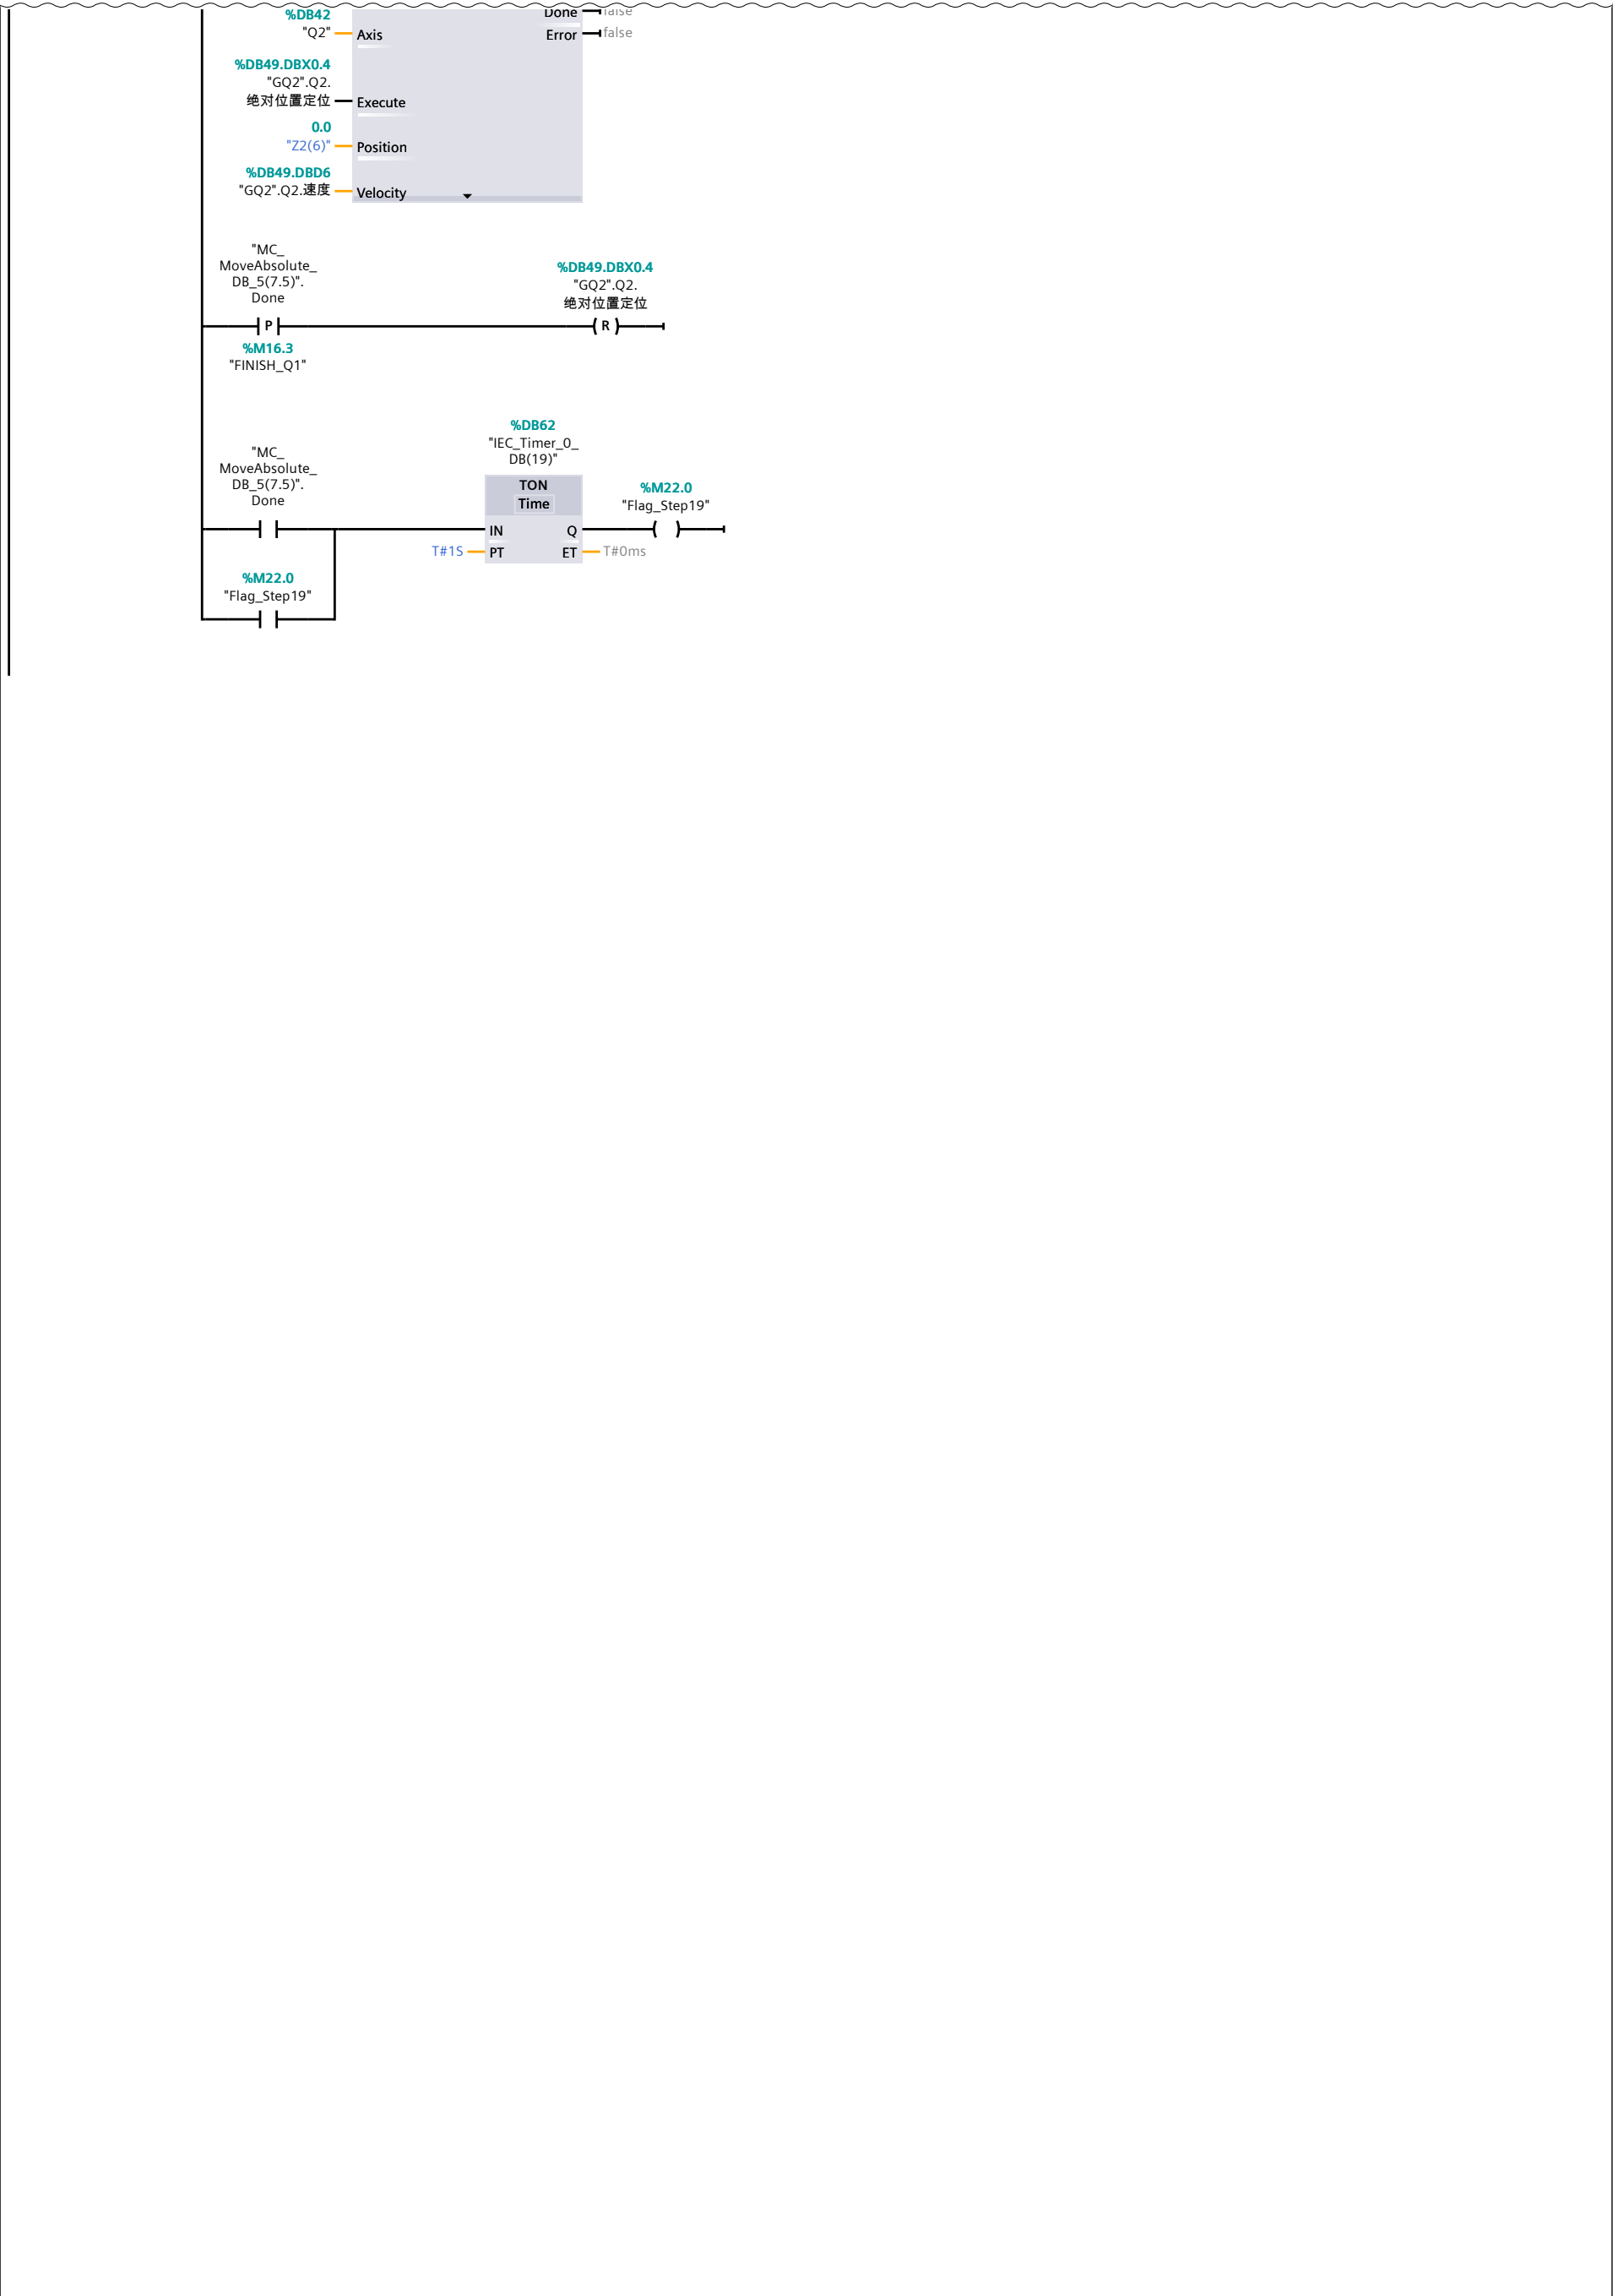 %DB42
"Q2"
Axis
Done
false
Error
false
%DB49.DBX0.4
"GQ2".Q2.
绝对位置定位
Execute
0.0
"Z2(6)"
Position
%DB49.DBD6
"GQ2".Q2.速度
Velocity
"MC_
MoveAbsolute_
DB_5(7.5)".
Done
P
%M16.3
"FINISH_Q1"
%DB49.DBX0.4
"GQ2".Q2.
绝对位置定位
R
"MC_
MoveAbsolute_
DB_5(7.5)".
Done
%DB62
"IEC_Timer_0_
DB(19)"
TON
Time
IN
Q
T#1S
PT
ET
T#0ms
%M22.0
"Flag_Step19"
%M22.0
"Flag_Step19"